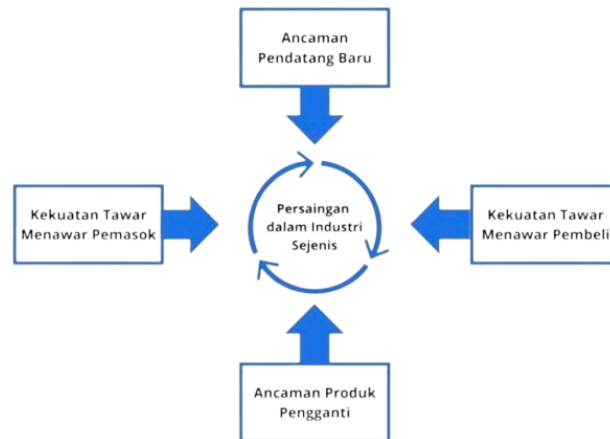 Ancaman
Pendatang Baru
Kekuatan Tawar
Menawar Pemasok
Persaingan
dalam Industri
Sejenis
Kekuatan Tawar
Menawar Pembeli
Ancaman Produk
Pengganti